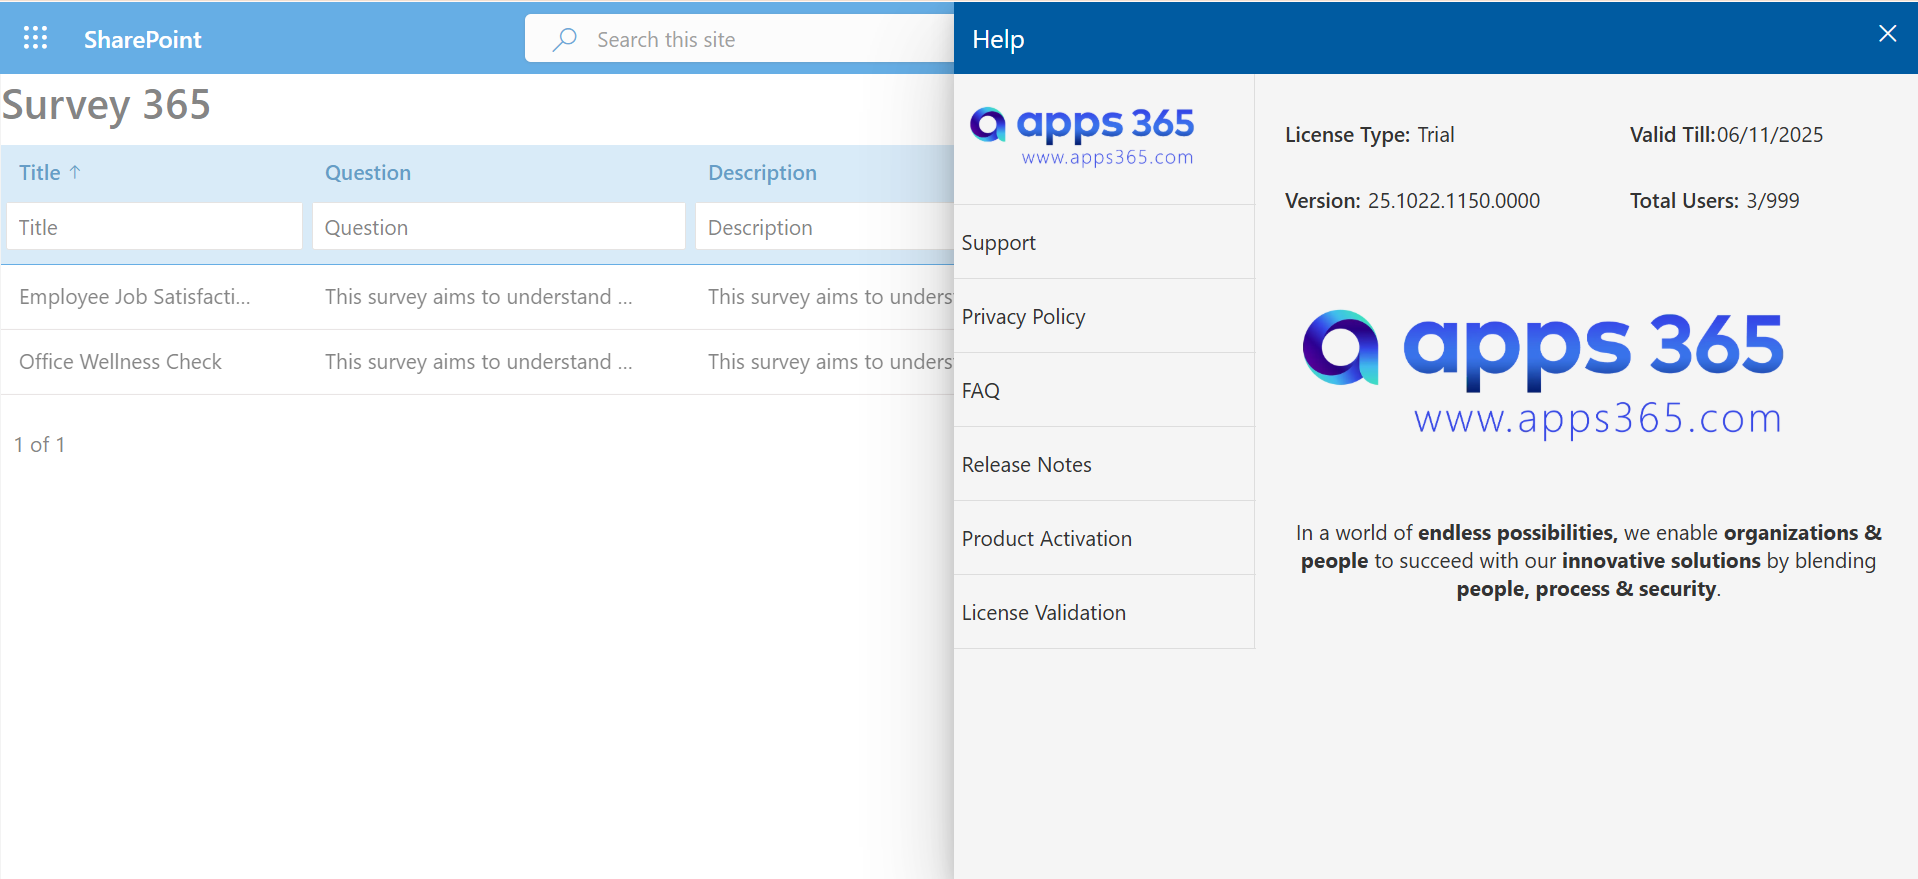 SharePoint
Search this site
Survey 365
Title ↑
Question
Description
Title
Question
Description
Employee Job Satisfacti...
This survey aims to understand ...
This survey aims to unders
Office Wellness Check
This survey aims to understand ...
This survey aims to unders
1 of 1
Help
apps 365
www.apps365.com
Support
Privacy Policy
FAQ
Release Notes
Product Activation
License Validation
License Type: Trial
Valid Till:06/11/2025
Version: 25.1022.1150.0000
Total Users: 3/999
apps 365
www.apps365.com
In a world of endless possibilities, we enable organizations &
people to succeed with our innovative solutions by blending
people, process & security.